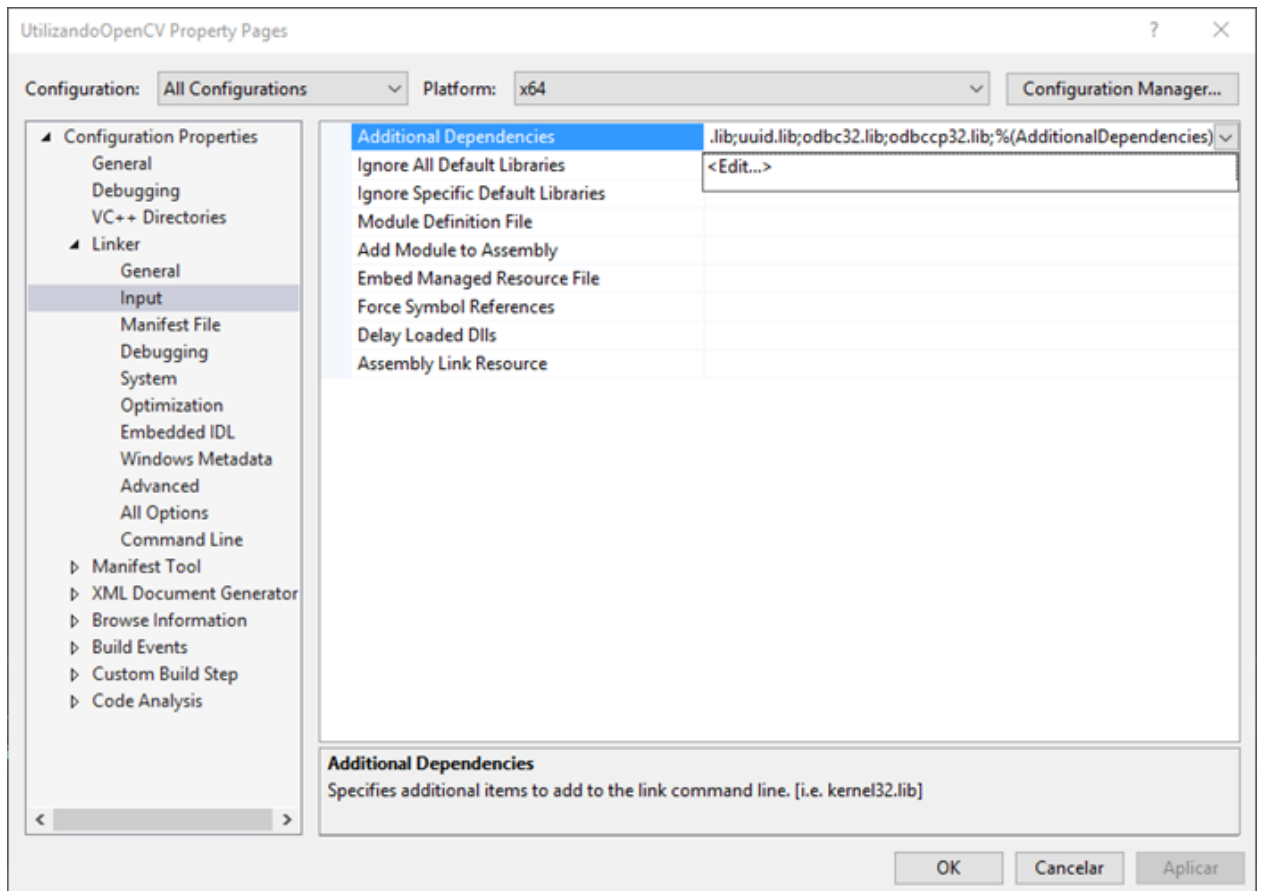 UtilizandoOpenCV Property Pages
?
Configuration: All Configurations Platform: x64 Configuration Manager...
Configuration Properties
General
Debugging
VC++ Directories
Linker
General
Input
Manifest File
Debugging
System
Optimization
Embedded IDL
Windows Metadata
Advanced
All Options
Command Line
Manifest Tool
XML Document Generator
Browse Information
Build Events
Custom Build Step
Code Analysis
Additional Dependencies .lib;uuid.lib;odbc32.lib;odbccp32.lib;%(AdditionalDependencies)
Ignore All Default Libraries <Edit...>
Ignore Specific Default Libraries
Module Definition File
Add Module to Assembly
Embed Managed Resource File
Force Symbol References
Delay Loaded Dlls
Assembly Link Resource
Additional Dependencies
Specifies additional items to add to the link command line. [i.e. kernel32.lib]
OK Cancelar Aplicar